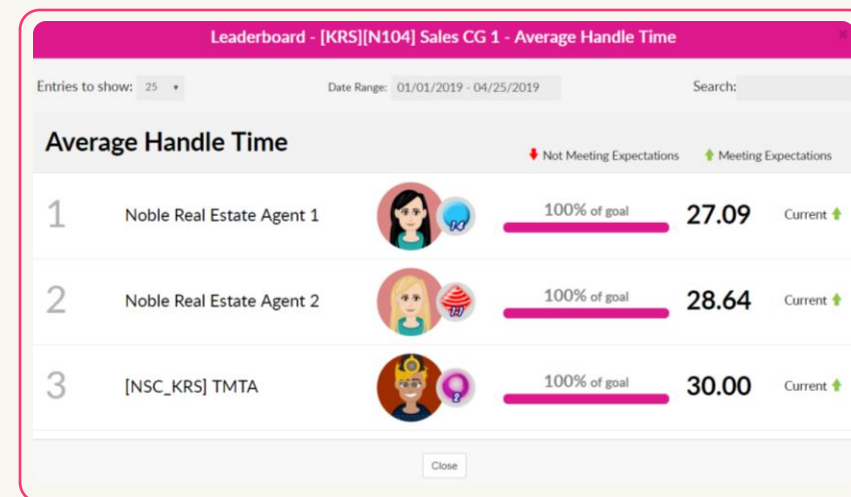 Leaderboard - [KRS][N104] Sales CG 1 - Average Handle Time ×
Entries to show: 25 Date Range: 01/01/2019 - 04/25/2019 Search:
Average Handle Time Not Meeting Expectations Meeting Expectations
1 Noble Real Estate Agent 1 14 100% of goal 27.09 Current
2 Noble Real Estate Agent 2 11 100% of goal 28.64 Current
3 [NSC_KRS] TMTA 2 100% of goal 30.00 Current
Close